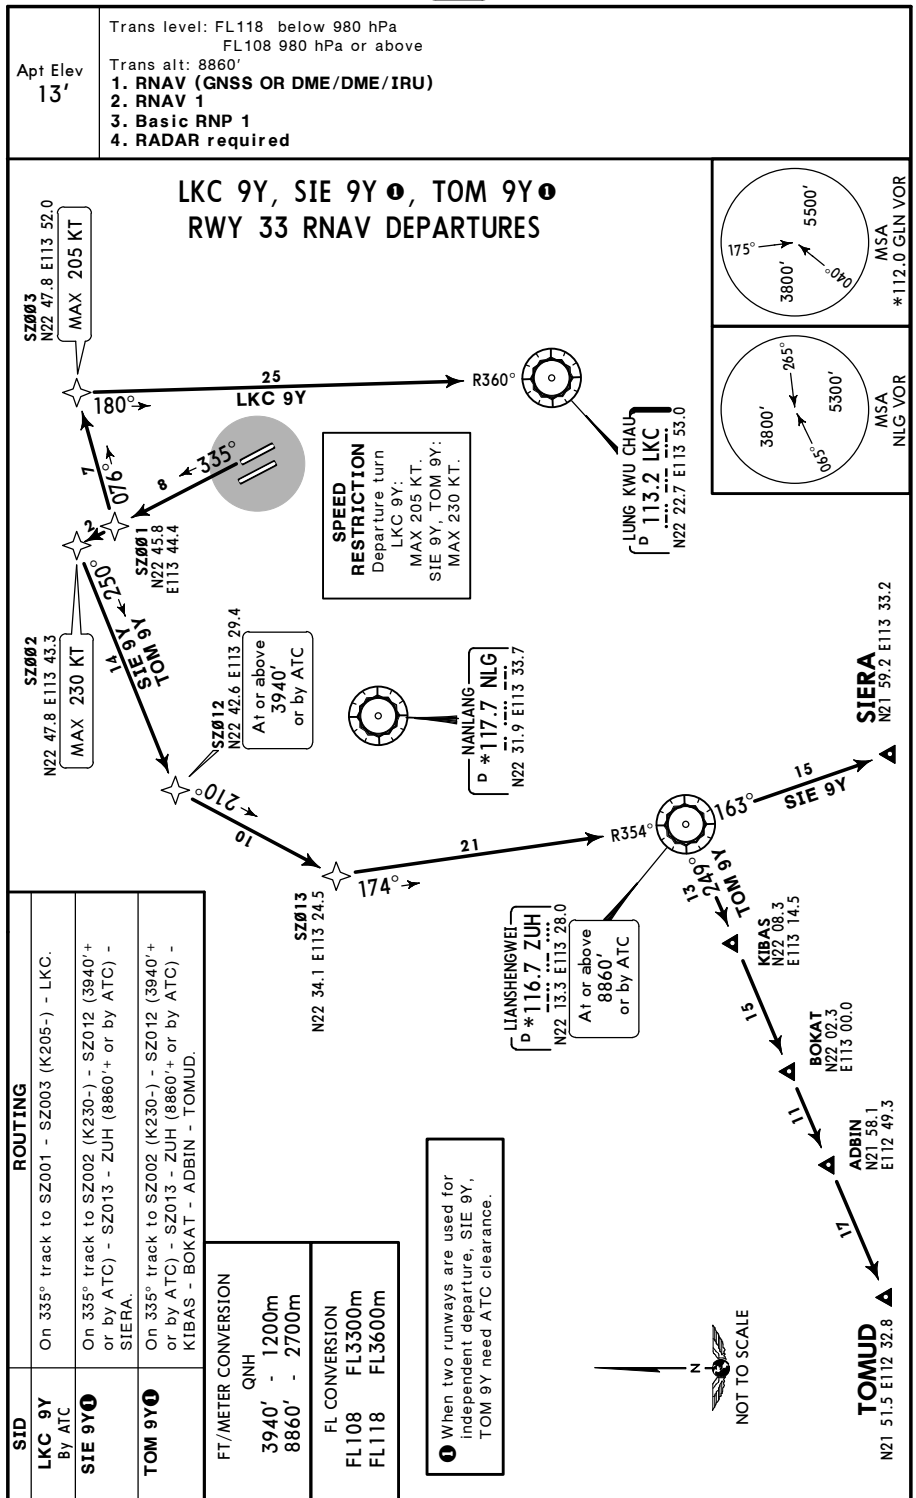 Apt Elev
13'
Trans level: FL118 below 980 hPa
FL108 980 hPa or above
Trans alt: 8860'
1. RNAV (GNSS OR DME/DME/IRU)
2. RNAV 1
3. Basic RNP 1
4. RADAR required
LKC 9Y, SIE 9Y ❶, TOM 9Y ❶
RWY 33 RNAV DEPARTURES
5500'
175°
040°
3800'
MSA
*112.0 GLN VOR
265°
3800'
5300'
065°
MSA
NLG VOR
SZØØ3
N22 47.8 E113 52.0
MAX 205 KT
25
180°
LKC 9Y
R360°
LUNG KWU CHAU
D 113.2 LKC
N22 22.7 E113 53.0
7
076°
8
335°
SZØØ1
N22 45.8
E113 44.4
2
SPEED
RESTRICTION
Departure turn
LKC 9Y:
MAX 205 KT.
SIE 9Y, TOM 9Y:
MAX 230 KT.
SZØØ2
N22 47.8 E113 43.3
MAX 230 KT
250°
14
SIE 9Y
TOM 9Y
SZØ12
N22 42.6 E113 29.4
At or above
3940'
or by ATC
NANLANG
D *117.7 NLG
N22 31.9 E113 33.7
210°
10
SZØ13
N22 34.1 E113 24.5
174°
21
R354°
LIANSHENGWEI
D *116.7 ZUH
N22 13.3 E113 28.0
At or above
8860'
or by ATC
163°
15
SIE 9Y
SIERA
N21 59.2 E113 33.2
13
249°
TOM 9Y
KIBAS
N22 08.3
E113 14.5
15
BOKAT
N22 02.3
E113 00.0
11
ADBIN
N21 58.1
E112 49.3
17
TOMUD
N21 51.5 E112 32.8
SID
ROUTING
LKC 9Y
By ATC
On 335° track to SZ001 - SZ003 (K205-) - LKC.
SIE 9Y❶
On 335° track to SZ002 (K230-) - SZ012 (3940'+
or by ATC) - SZ013 - ZUH (8860'+ or by ATC) -
SIERA.
TOM 9Y❶
On 335° track to SZ002 (K230-) - SZ012 (3940'+
or by ATC) - SZ013 - ZUH (8860'+ or by ATC) -
KIBAS - BOKAT - ADBIN - TOMUD.
FT/METER CONVERSION
QNH
3940' - 1200m
8860' - 2700m
FL CONVERSION
FL108 FL3300m
FL118 FL3600m
❶ When two runways are used for
independent departure, SIE 9Y,
TOM 9Y need ATC clearance.
N
NOT TO SCALE